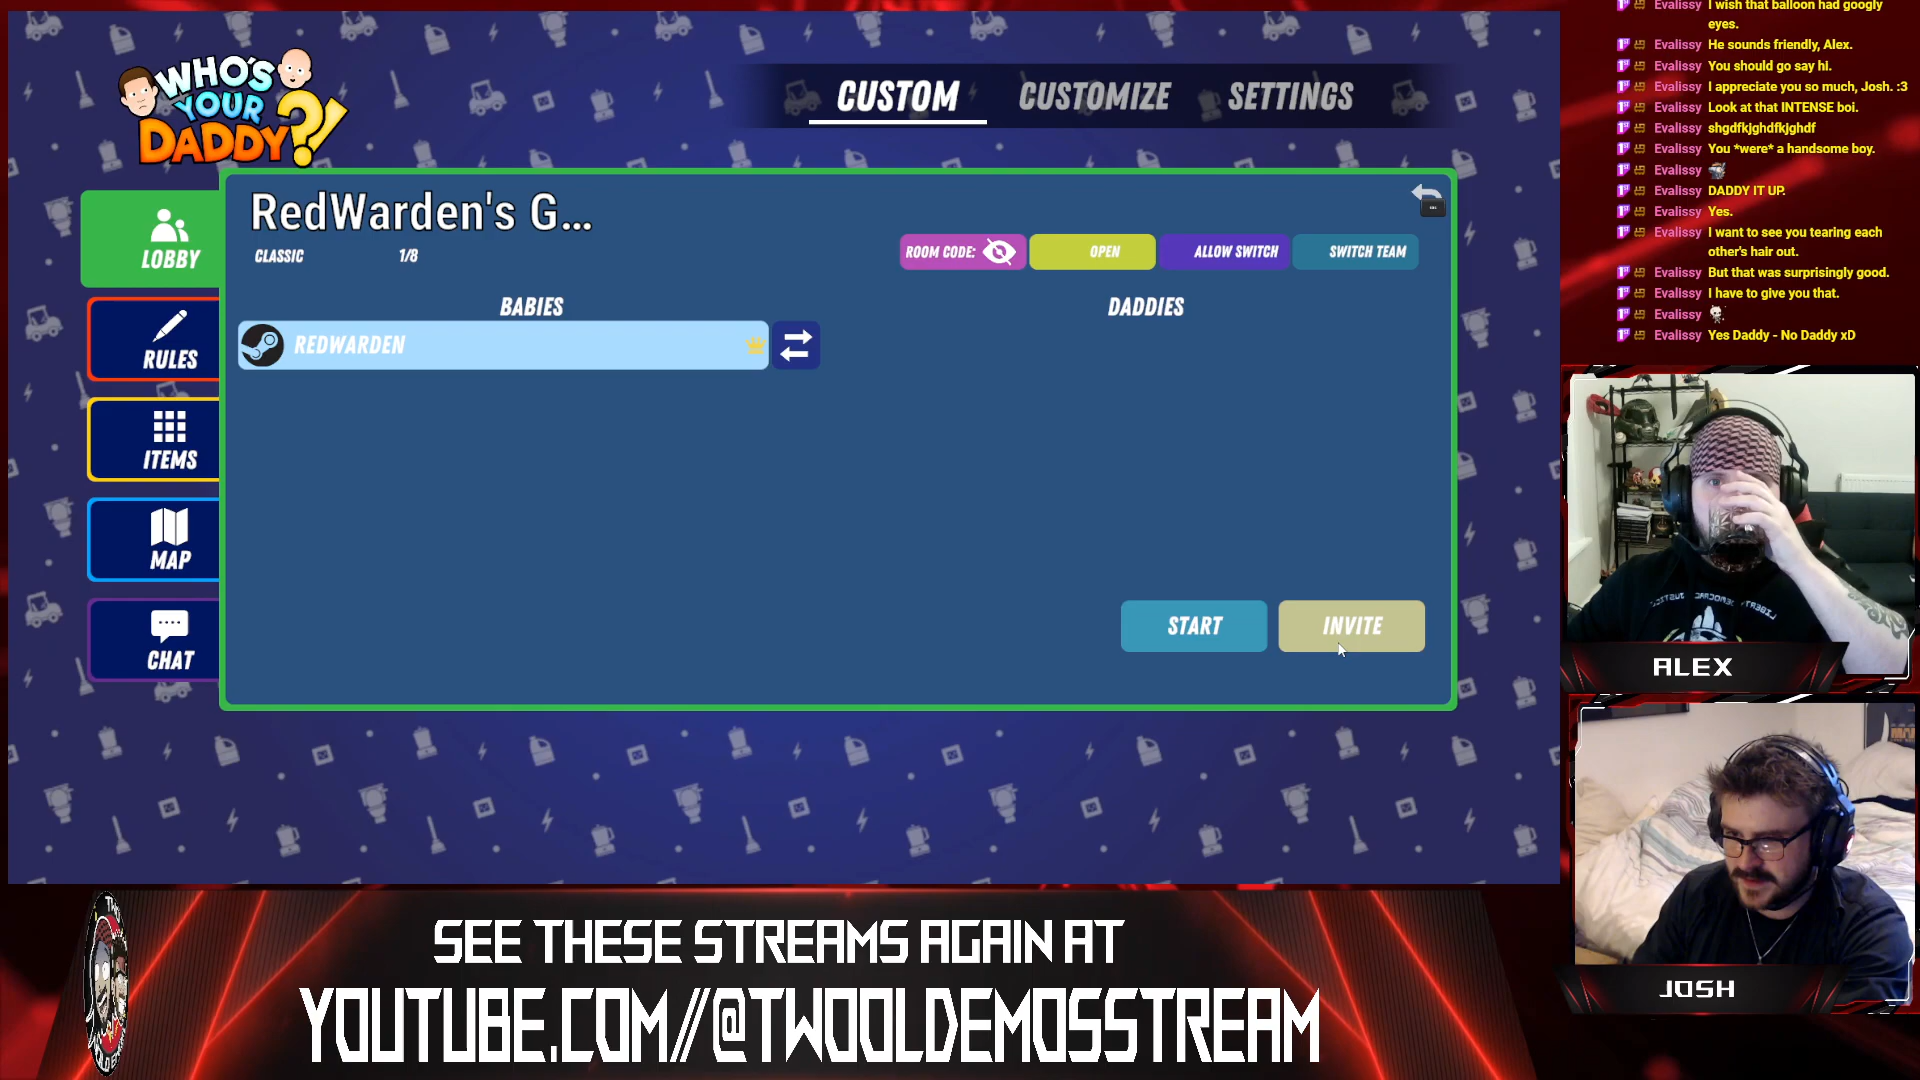 WHO'S
YOUR
DADDY?!
CUSTOM
CUSTOMIZE
SETTINGS
LOBBY
RULES
ITEMS
MAP
CHAT
RedWarden's G...
CLASSIC
1/8
ROOM CODE:
OPEN
ALLOW SWITCH
SWITCH TEAM
BABIES
DADDIES
REDWARDEN
START
INVITE
Evalissy I wish that balloon had googly
eyes.
Evalissy He sounds friendly, Alex.
Evalissy You should go say hi.
Evalissy I appreciate you so much, Josh. :3
Evalissy Look at that INTENSE boi.
Evalissy shgdfkjghdfkjghdf
Evalissy You *were* a handsome boy.
Evalissy
Evalissy DADDY IT UP.
Evalissy Yes.
Evalissy I want to see you tearing each
other's hair out.
Evalissy But that was surprisingly good.
Evalissy I have to give you that.
Evalissy
Evalissy Yes Daddy - No Daddy xD
ALEX
JOSH
SEE THESE STREAMS AGAIN AT
YOUTUBE.COM//@TWOOLDEMOSSTREAM